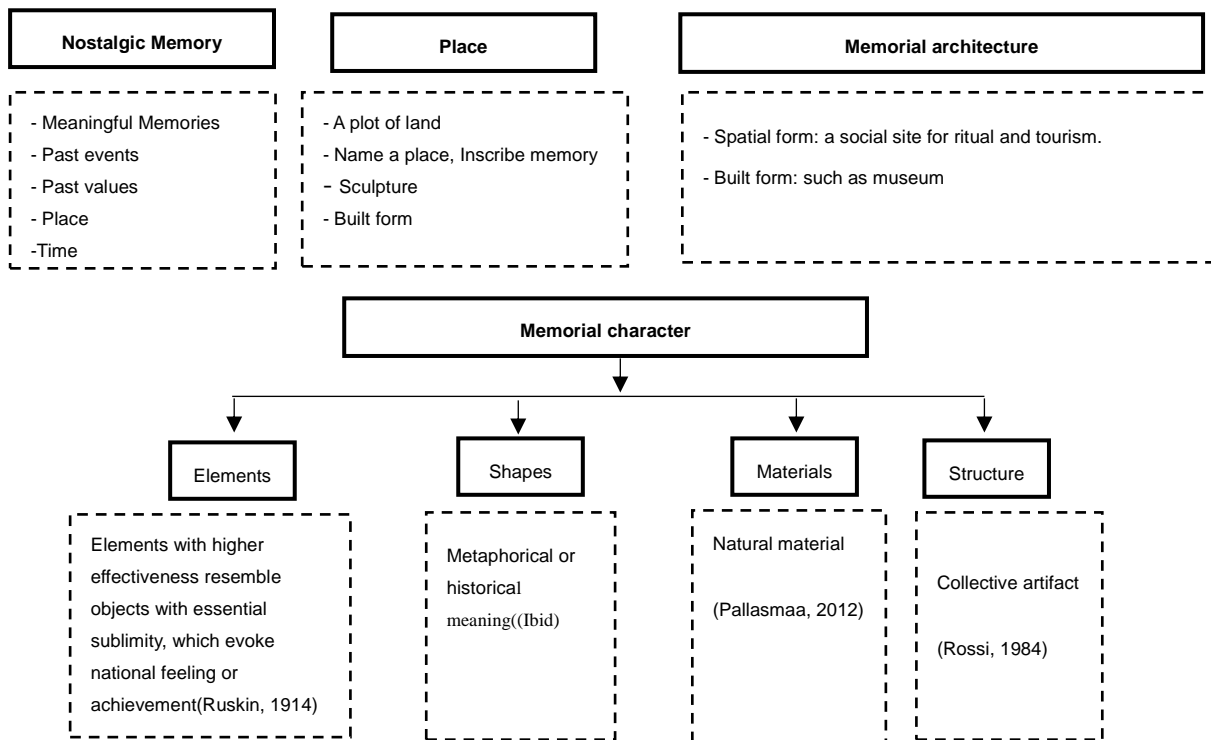 Nostalgic Memory
Place
Memorial architecture
- Meaningful Memories
- Past events
- Past values
- Place
-Time
- A plot of land
- Name a place, Inscribe memory
- Sculpture
- Built form
- Spatial form: a social site for ritual and tourism.
- Built form: such as museum
Memorial character
Elements
Shapes
Materials
Structure
Elements with higher
effectiveness resemble
objects with essential
sublimity, which evoke
national feeling or
achievement(Ruskin, 1914)
Metaphorical or
historical
meaning((Ibid)
Natural material
(Pallasmaa, 2012)
Collective artifact
(Rossi, 1984)